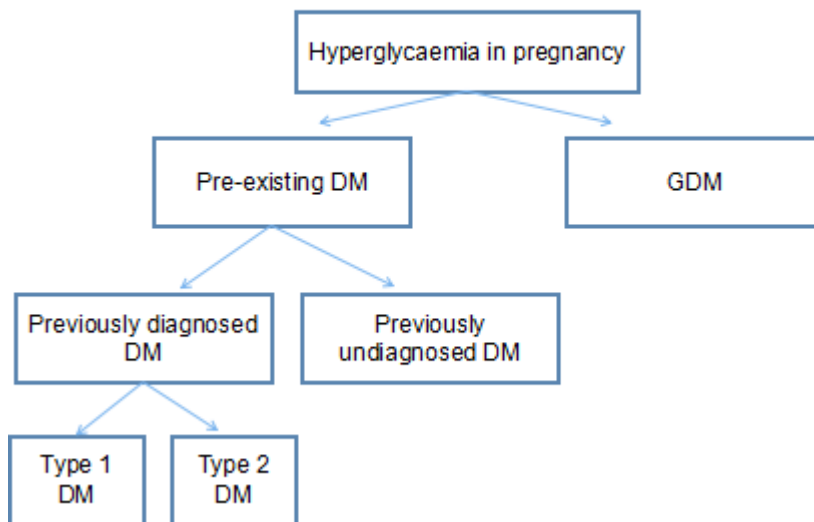 Hyperglycaemia in pregnancy
Pre-existing DM
GDM
Previously diagnosed
DM
Previously
undiagnosed DM
Type 1
DM
Type 2
DM